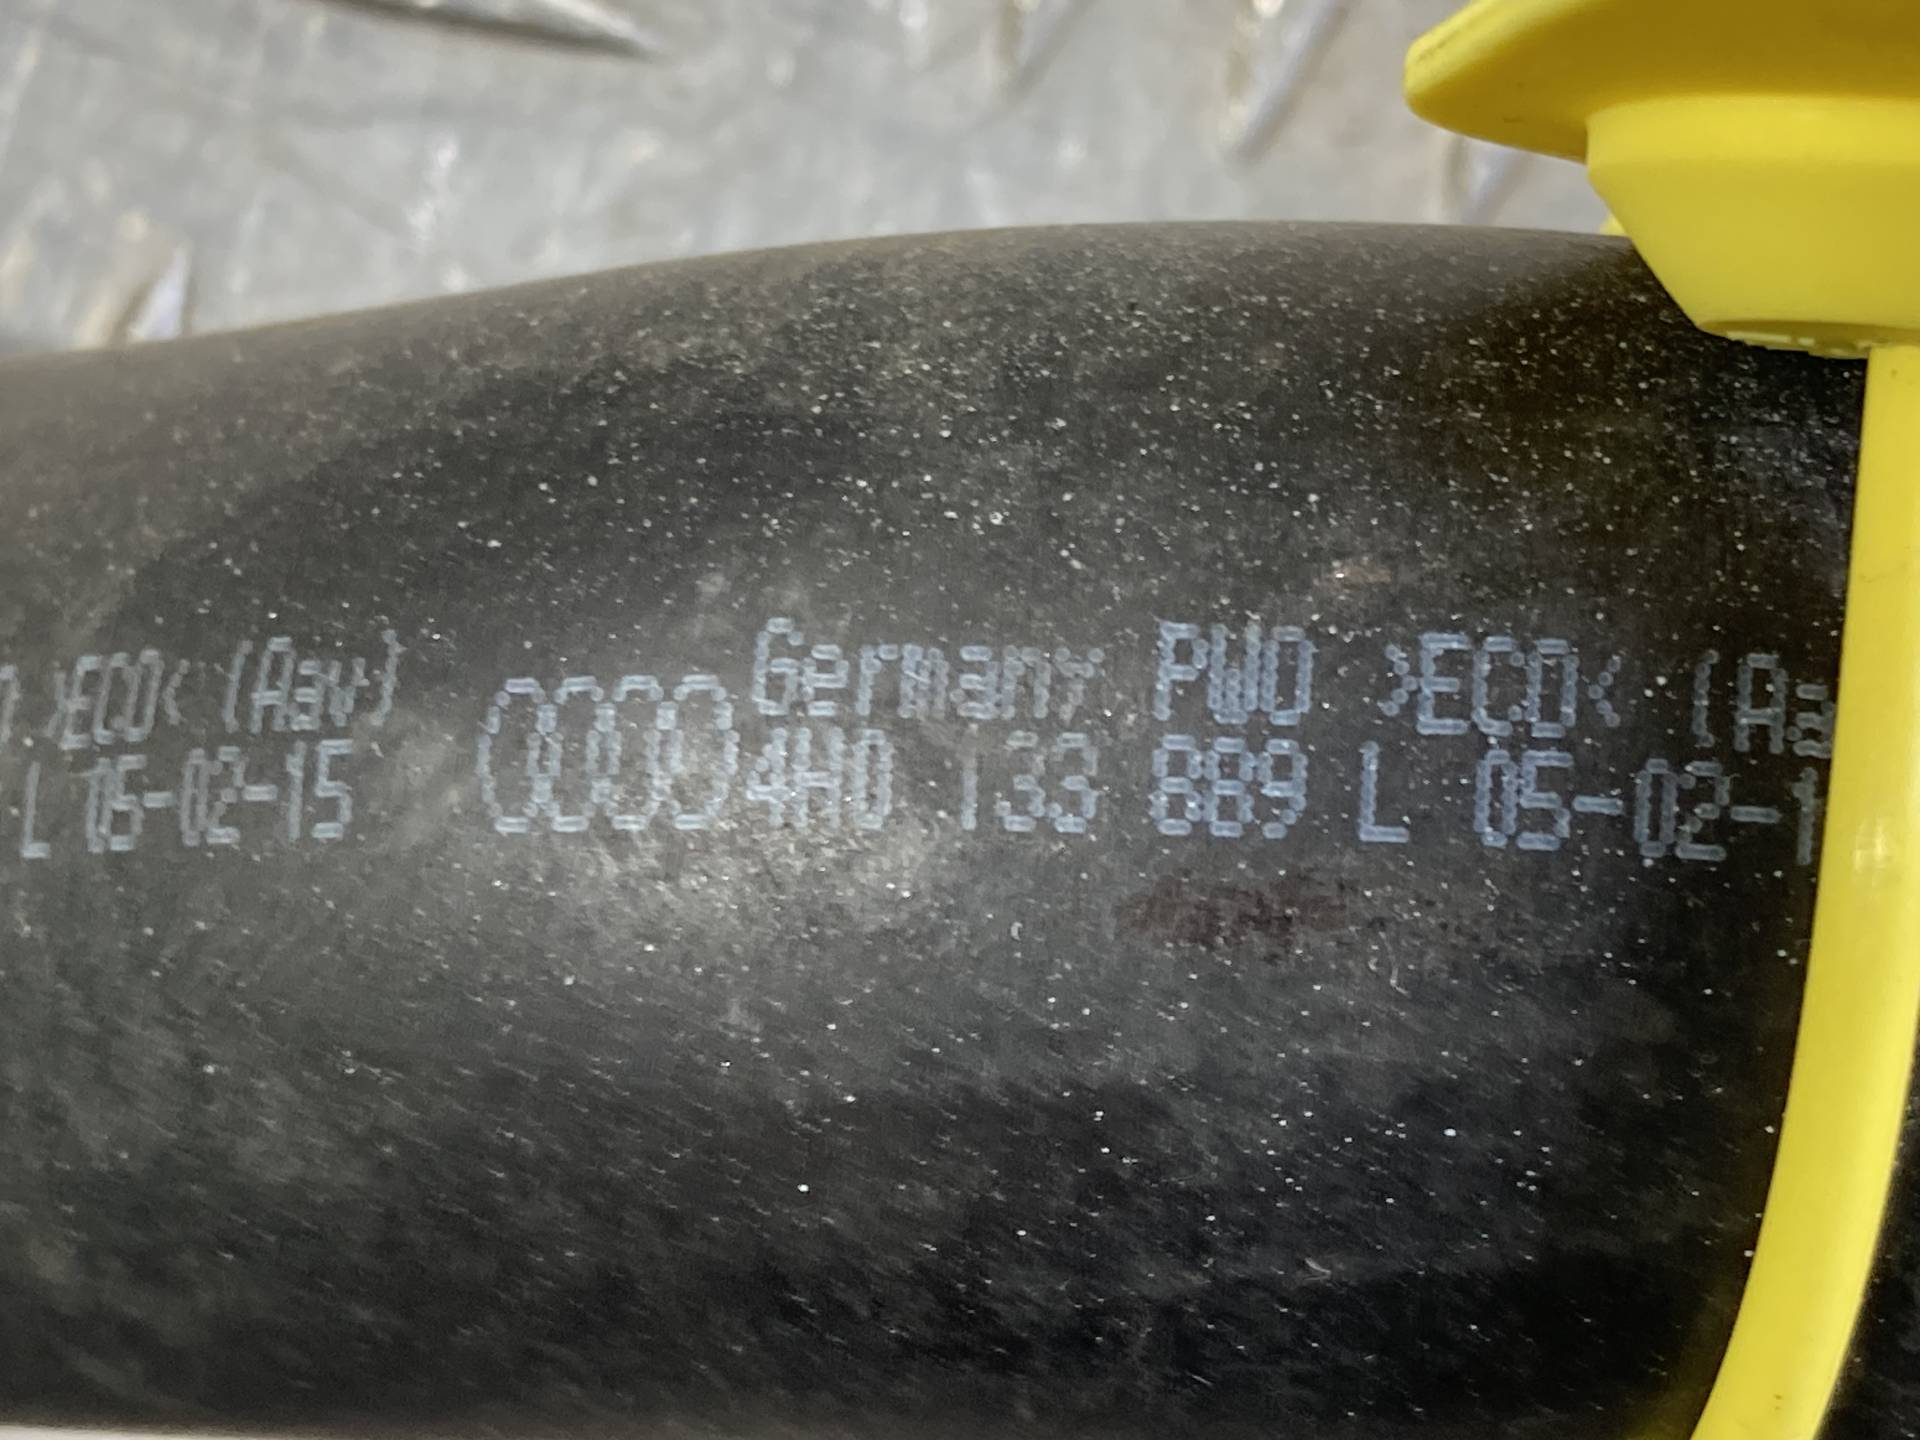 >ECO< (Aav) Germany PWO >ECO< (Aa
L 05-02-15 4H0 133 889 L 05-02-1